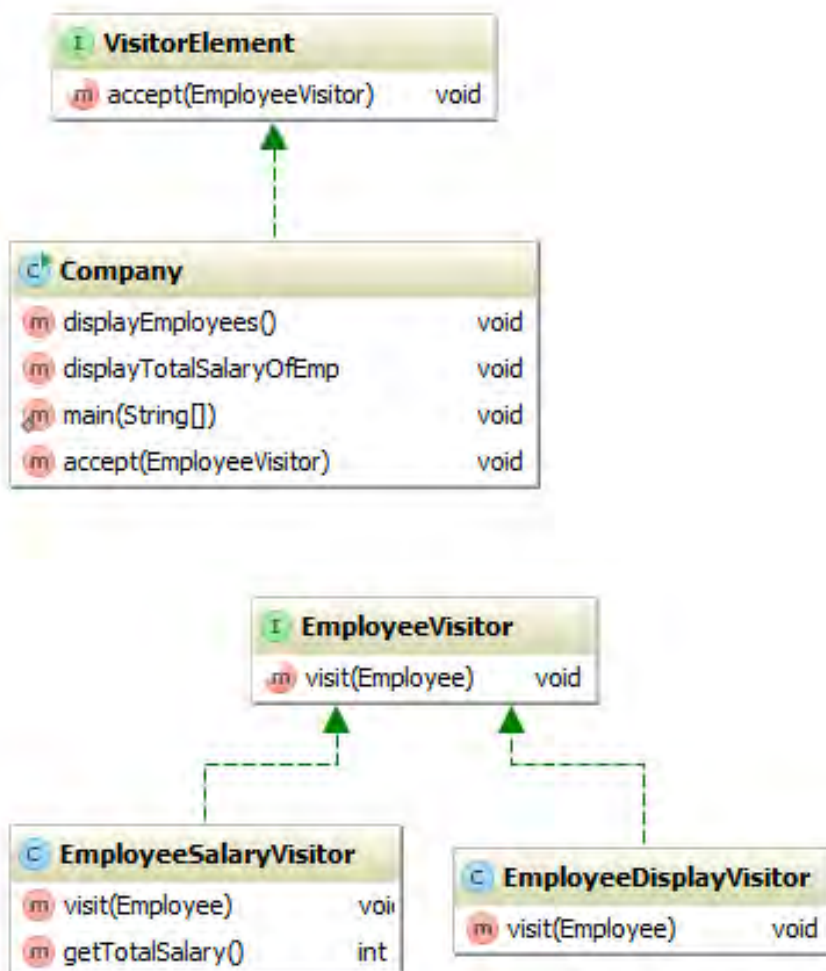 I VisitorElement
m accept(EmployeeVisitor) void
C Company
m displayEmployees() void
m displayTotalSalaryOfEmp void
m main(String[]) void
m accept(EmployeeVisitor) void
I EmployeeVisitor
m visit(Employee) void
C EmployeeSalaryVisitor
m visit(Employee) voi
m getTotalSalary() int
C EmployeeDisplayVisitor
m visit(Employee) void